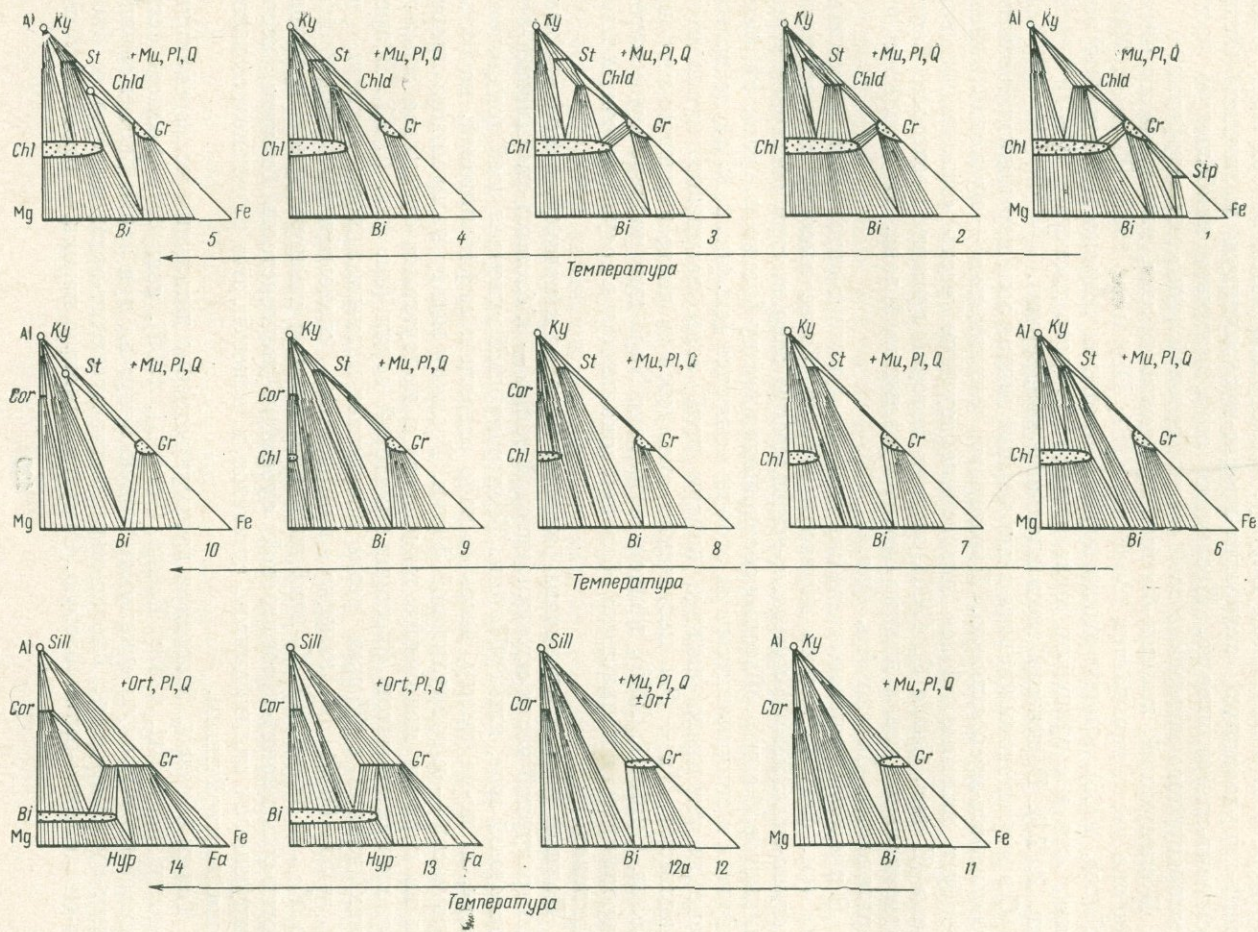 Al Ky
St +Mu, Pl, Q
Chld
Gr
Chl
Mg Fe
Bi 5
Ky
St +Mu, Pl, Q
Chld
Gr
Chl
Bi 4
Ky
St +Mu, Pl, Q
Chld
Gr
Chl
Bi 3
Ky
St +Mu, Pl, Q
Chld
Gr
Chl
Bi 2
Al Ky
Mu, Pl, Q
Chld
Gr
Chl
Stp
Mg Fe
Bi 1
Температура
Al Ky
St +Mu, Pl, Q
Cor
Gr
Mg Fe
Bi 10
Ky
St +Mu, Pl, Q
Cor
Gr
Chl
Bi 9
Ky
St +Mu, Pl, Q
Cor
Gr
Chl
Bi 8
Ky
St +Mu, Pl, Q
Gr
Chl
Bi 7
Al Ky
St +Mu, Pl, Q
Gr
Chl
Mg Fe
Bi 6
Температура
Al Sill
+Ort, Pl, Q
Cor
Gr
Bi
Mg Fe
Hyp 14 Fa
Sill
+Ort, Pl, Q
Cor
Gr
Bi
Hyp 13 Fa
Sill
+Mu, Pl, Q
±Ort
Cor
Gr
Bi 12а 12
Al Ky
+Mu, Pl, Q
Cor
Gr
Mg Fe
Bi 11
Температура